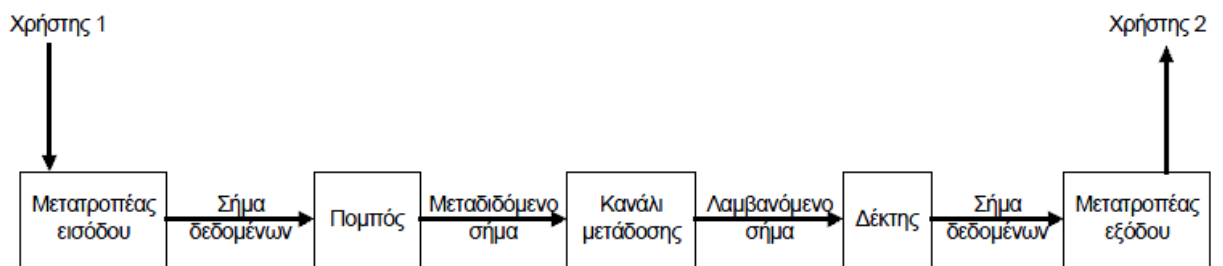 Χρήστης 1
Χρήστης 2
Μετατροπέας
εισόδου
Σήμα
δεδομένων
Πομπός
Μεταδιδόμενο
σήμα
Κανάλι
μετάδοσης
Λαμβανόμενο
σήμα
Δέκτης
Σήμα
δεδομένων
Μετατροπέας
εξόδου